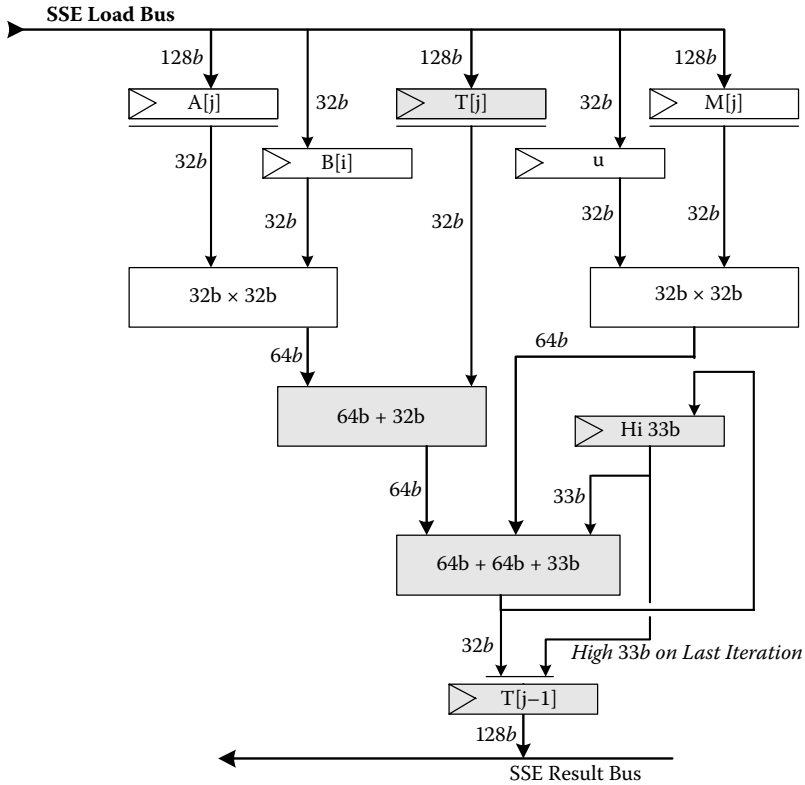 SSE Load Bus
128b
128b
128b
A[j]
32b
T[j]
32b
M[j]
32b
B[i]
u
32b
32b
32b
32b
32b × 32b
32b × 32b
64b
64b
64b + 32b
Hi 33b
64b
33b
64b + 64b + 33b
32b
High 33b on Last Iteration
T[j–1]
128b
SSE Result Bus